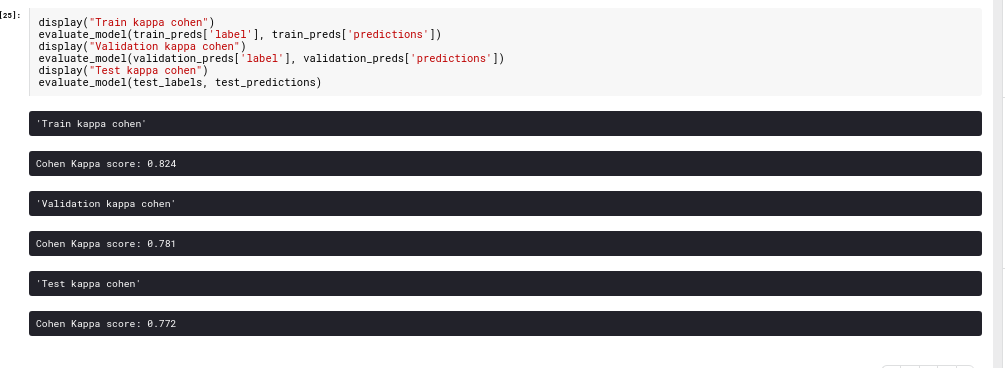 [25]:
display("Train kappa cohen")
evaluate_model(train_preds['label'], train_preds['predictions'])
display("Validation kappa cohen")
evaluate_model(validation_preds['label'], validation_preds['predictions'])
display("Test kappa cohen")
evaluate_model(test_labels, test_predictions)
'Train kappa cohen'
Cohen Kappa score: 0.824
'Validation kappa cohen'
Cohen Kappa score: 0.781
'Test kappa cohen'
Cohen Kappa score: 0.772